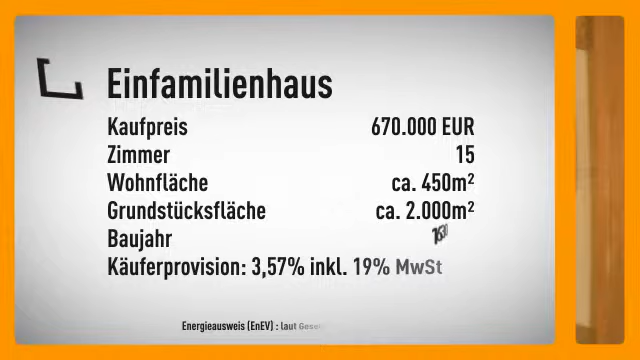 Einfamilienhaus
Kaufpreis 670.000 EUR
Zimmer 15
Wohnfläche ca. 450m²
Grundstücksfläche ca. 2.000m²
Baujahr
Käuferprovision: 3,57% inkl. 19% MwSt
Energieausweis (EnEV) : laut